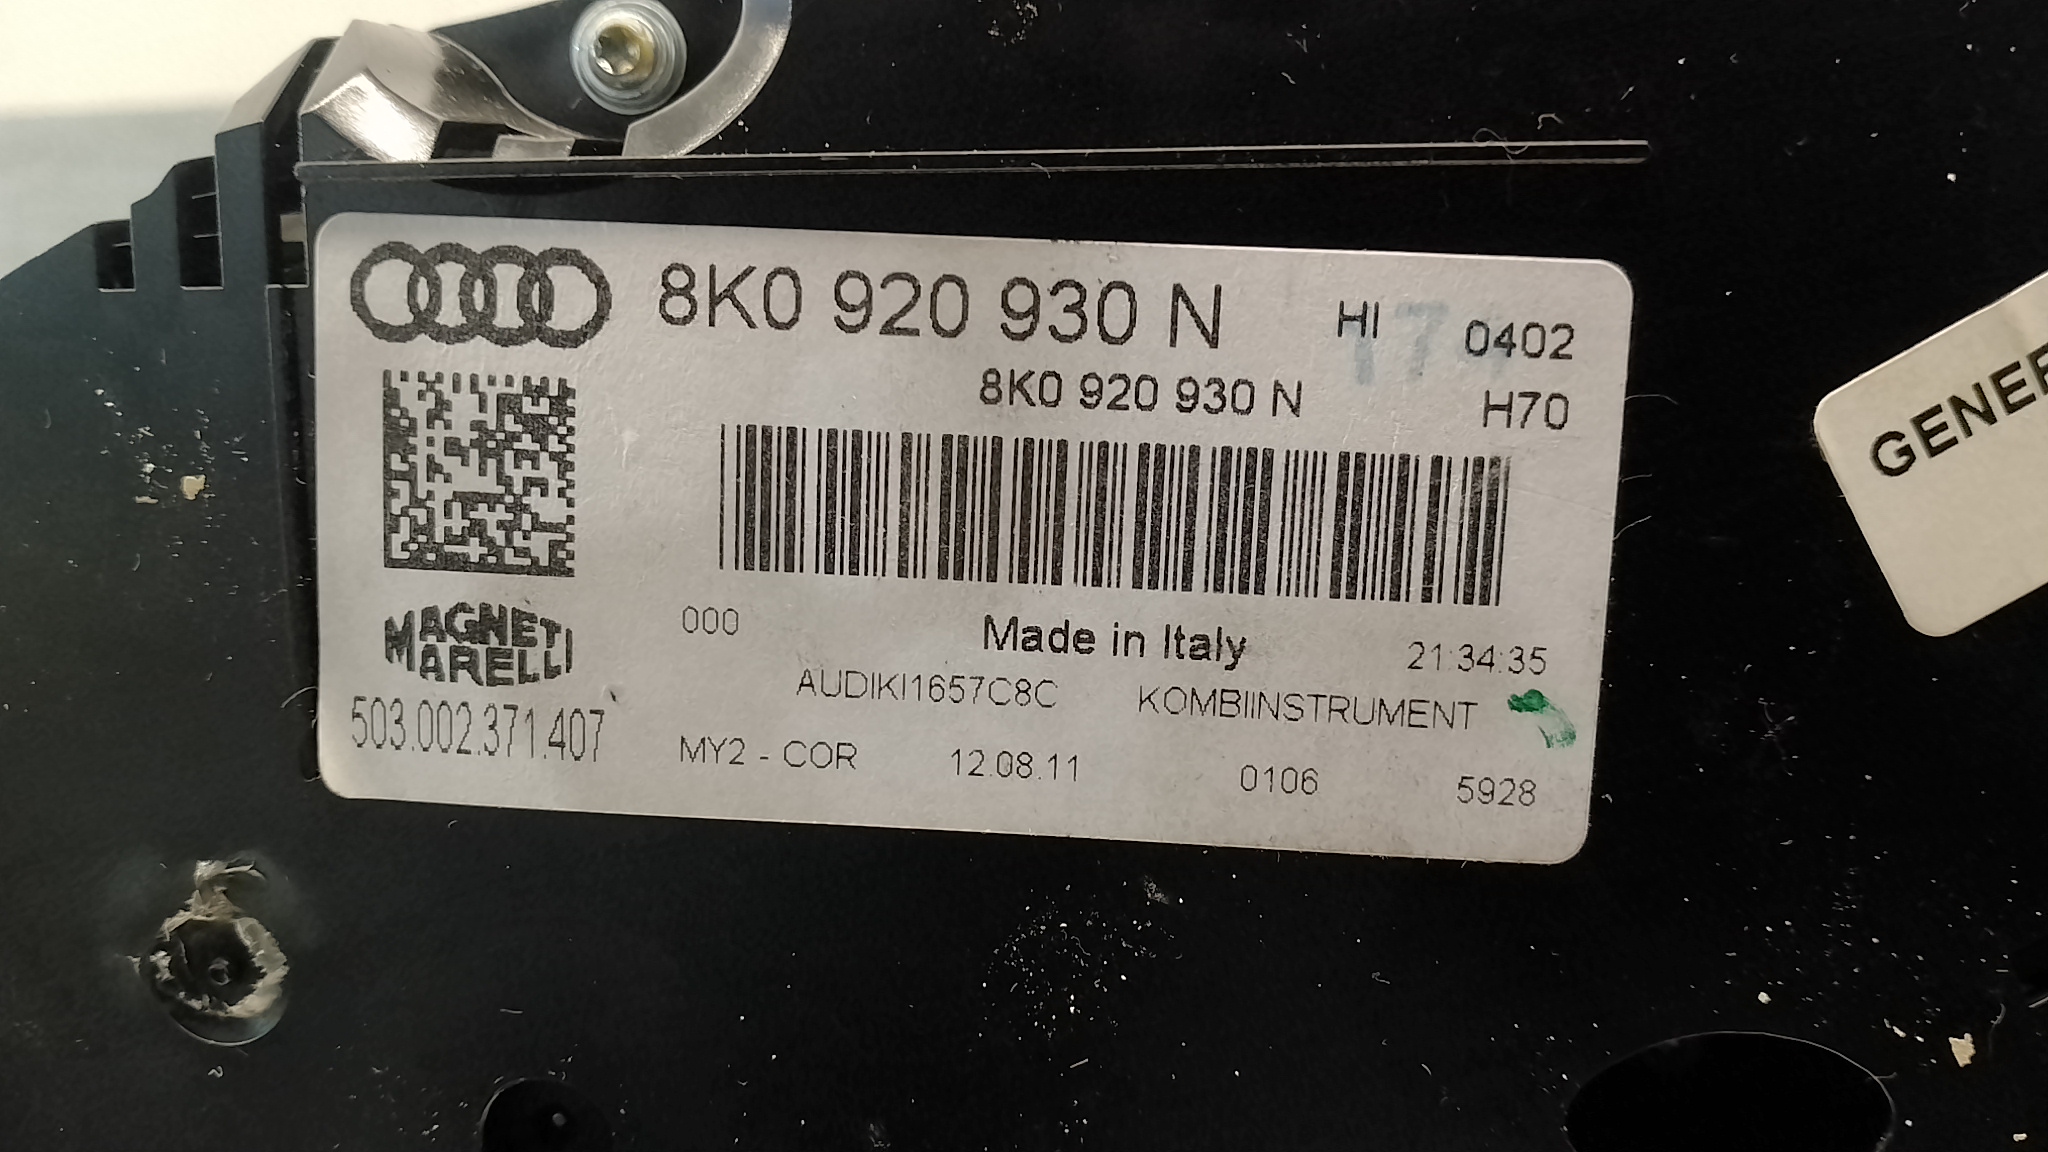 8K0 920 930 N HI 0402
8K0 920 930 N H70
000 Made in Italy 21:34:35
MAGNETI
MARELLI
AUDIKI1657C8C KOMBIINSTRUMENT
503.002.371.407
MY2 - COR 12.08.11 0106 5928